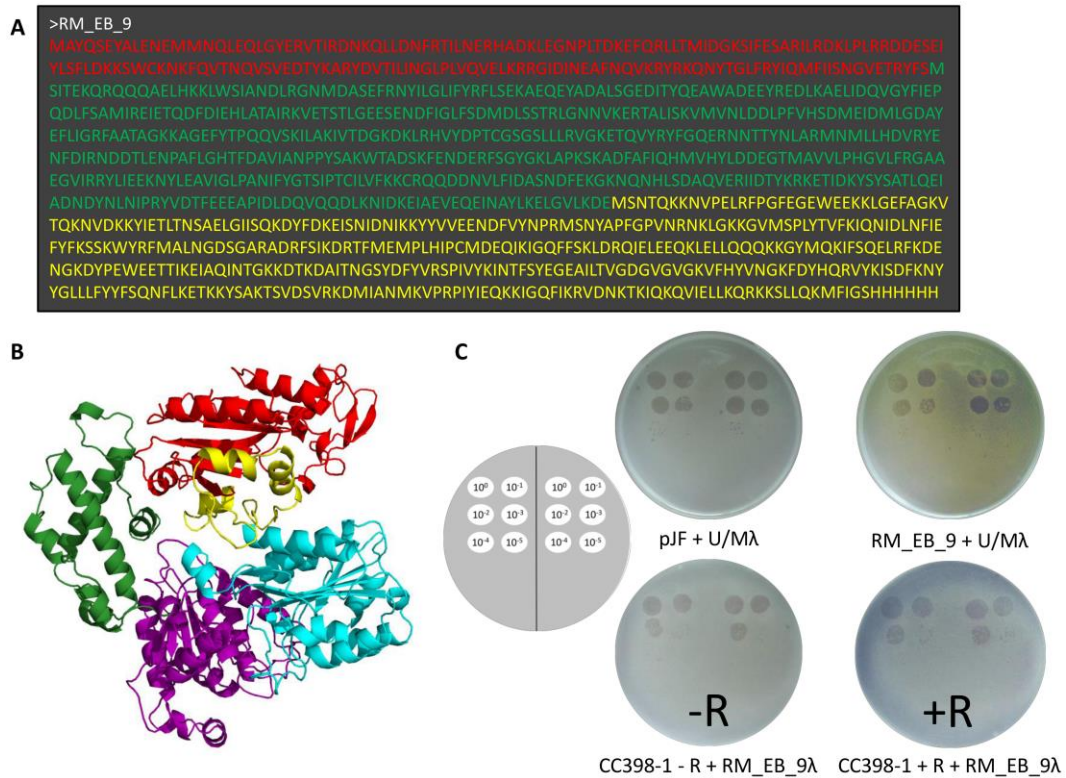 A
>RM_EB_9
MAYQSEYALENEMMNQLEQLGYERVTIRDNKQLLDNFRTILNERHADKLEGNPLTDKEFQRLLTMIDGKSIFESARILRDKLPLRRDDESEI
YLSFLDKKSWCKNKFQVTNQVSVEDTYKARYDVTILINGLPLVQVELKRRGIDINEAFNQVKRYRKQNYTGLFRYIQMFIISNGVETRYFSM
SITEKQRQQQAELHKKLWSIANDLRGNMDASEFRNYILGLIFYRFLSEKAEQEYADALSGEDITYQEAWADEEYREDLKAELIDQVGYFIEP
QDLFSAMIREIETQDFDIEHLATAIRKVETSTLGEESENDFIGLFSDMDLSSTRLGNNVKERTALISKVMVNLDDLPFVHSDMEIDMLGDAY
EFLIGRFAATAGKKAGEFYTPQQVSKILAKIVTDGKDKLRHVYDPTCGSGSLLLRVGKETQVYRYFGQERNNTTYNLARMNMLLHDVRYE
NFDIRNDDTLENPAFLGHTFDAVIANPPYSAKWTADSKFENDERFSGYGKLAPKSKADFAFIQHMVHYLDDEGTMAVVLPHGVLFRGAA
EGVIRRYLIEEKNYLEAVIGLPANIFYGTSIPTCILVFKKCRQQDDNVLFIDASNDFEKGKNQNHLSDAQVERIIDTYKRKETIDKYSYSATLQEI
ADNDYNLNIPRYVDTFEEEAPIDLDQVQQDLKNIDKEIAEVEQEINAYLKELGVLKDEMSNTQKKNVPELRFPGFEGEWEEKKLGEFAGKV
TQKNVDKKYIETLTNSAELGIISQKDYFDKEISNIDNIKKYYVVEENDFVYNPRMSNYAPFGPVNRNKLGKKGVMSPLYTVFKIQNIDLNFIE
FYFKSSKWYRFMALNGDSGARADRFSIKDRTFMEMPLHIPCMDEQIKIGQFFSKLDRQIELEEQKLELLQQQKKGYMQKIFSQELRFKDE
NGKDYPEWEETTIKEIAQINTGKKDTKDAITNGSYDFYVRSPIVYKINTFSYEGEAILTVGDGVGVGKVFHYVNGKFDYHQRVYKISDFKNY
YGLLLFYYFSQNFLKETKKYSAKTSVDSVRKDMIANMKVPRPIYIEQKKIGQFIKRVDNKTKIQKQVIELLKQRKKSLLQKMFIGSHHHHHH
B
C
10⁰ 10⁻¹ 10⁰ 10⁻¹
10⁻² 10⁻³ 10⁻² 10⁻³
10⁻⁴ 10⁻⁵ 10⁻⁴ 10⁻⁵
pJF + U/Mλ
RM_EB_9 + U/Mλ
-R
+R
CC398-1 - R + RM_EB_9λ
CC398-1 + R + RM_EB_9λ